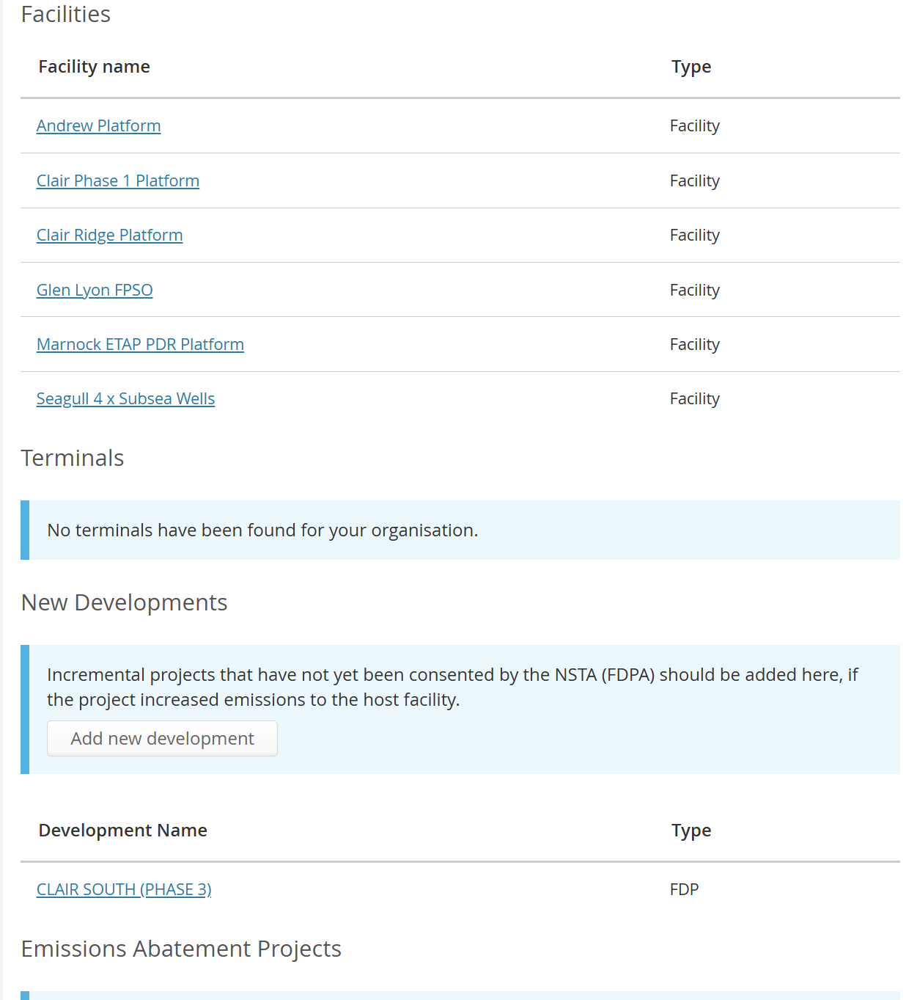 Facilities
Facility name Type
Andrew Platform Facility
Clair Phase 1 Platform Facility
Clair Ridge Platform Facility
Glen Lyon FPSO Facility
Marnock ETAP PDR Platform Facility
Seagull 4 x Subsea Wells Facility
Terminals
No terminals have been found for your organisation.
New Developments
Incremental projects that have not yet been consented by the NSTA (FDPA) should be added here, if
the project increased emissions to the host facility.
Add new development
Development Name Type
CLAIR SOUTH (PHASE 3) FDP
Emissions Abatement Projects